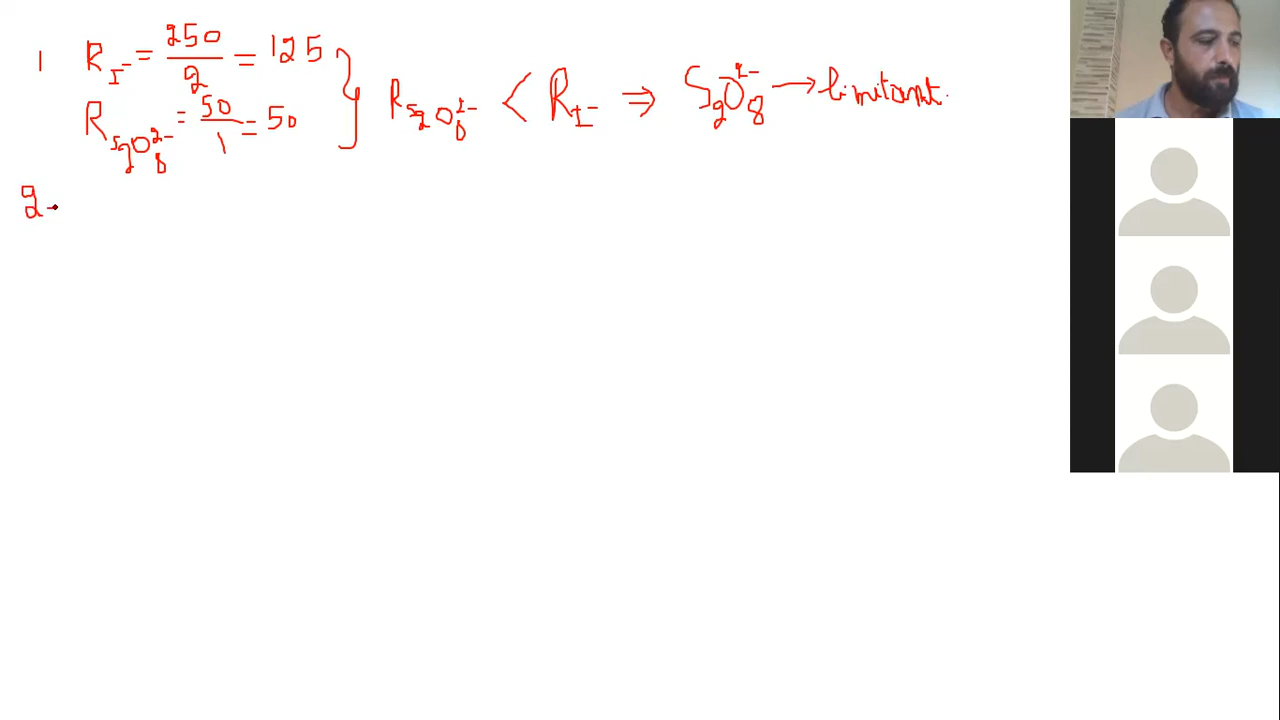 1 R_I⁻ = 250/2 = 125 }
R_S₂O₈²⁻ = 50/1 = 50 } R_S₂O₈²⁻ < R_I⁻ ⇒ S₂O₈²⁻ → limitant.
2-